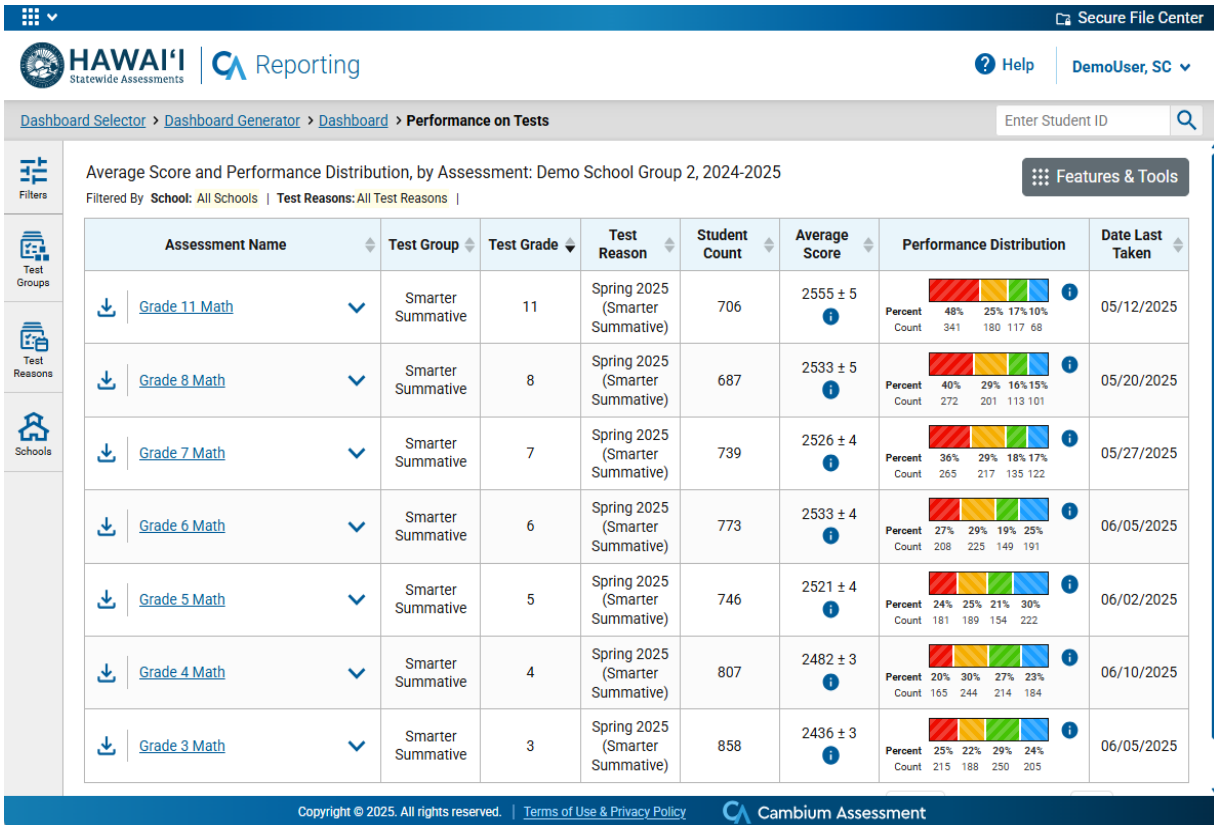 Secure File Center
HAWAIʻI
Statewide Assessments
CA Reporting
Help
DemoUser, SC
Dashboard Selector > Dashboard Generator > Dashboard > Performance on Tests
Enter Student ID
Filters
Test
Groups
Test
Reasons
Schools
Average Score and Performance Distribution, by Assessment: Demo School Group 2, 2024-2025
Features & Tools
Filtered By School: All Schools | Test Reasons: All Test Reasons |
Assessment Name Test Group Test Grade Test Reason Student Count Average Score Performance Distribution Date Last Taken
Grade 11 Math Smarter Summative 11 Spring 2025 (Smarter Summative) 706 2555 ± 5 05/12/2025
Percent 48% 25% 17% 10%
Count 341 180 117 68
Grade 8 Math Smarter Summative 8 Spring 2025 (Smarter Summative) 687 2533 ± 5 05/20/2025
Percent 40% 29% 16% 15%
Count 272 201 113 101
Grade 7 Math Smarter Summative 7 Spring 2025 (Smarter Summative) 739 2526 ± 4 05/27/2025
Percent 36% 29% 18% 17%
Count 265 217 135 122
Grade 6 Math Smarter Summative 6 Spring 2025 (Smarter Summative) 773 2533 ± 4 06/05/2025
Percent 27% 29% 19% 25%
Count 208 225 149 191
Grade 5 Math Smarter Summative 5 Spring 2025 (Smarter Summative) 746 2521 ± 4 06/02/2025
Percent 24% 25% 21% 30%
Count 181 189 154 222
Grade 4 Math Smarter Summative 4 Spring 2025 (Smarter Summative) 807 2482 ± 3 06/10/2025
Percent 20% 30% 27% 23%
Count 165 244 214 184
Grade 3 Math Smarter Summative 3 Spring 2025 (Smarter Summative) 858 2436 ± 3 06/05/2025
Percent 25% 22% 29% 24%
Count 215 188 250 205
Copyright © 2025. All rights reserved. | Terms of Use & Privacy Policy CA Cambium Assessment